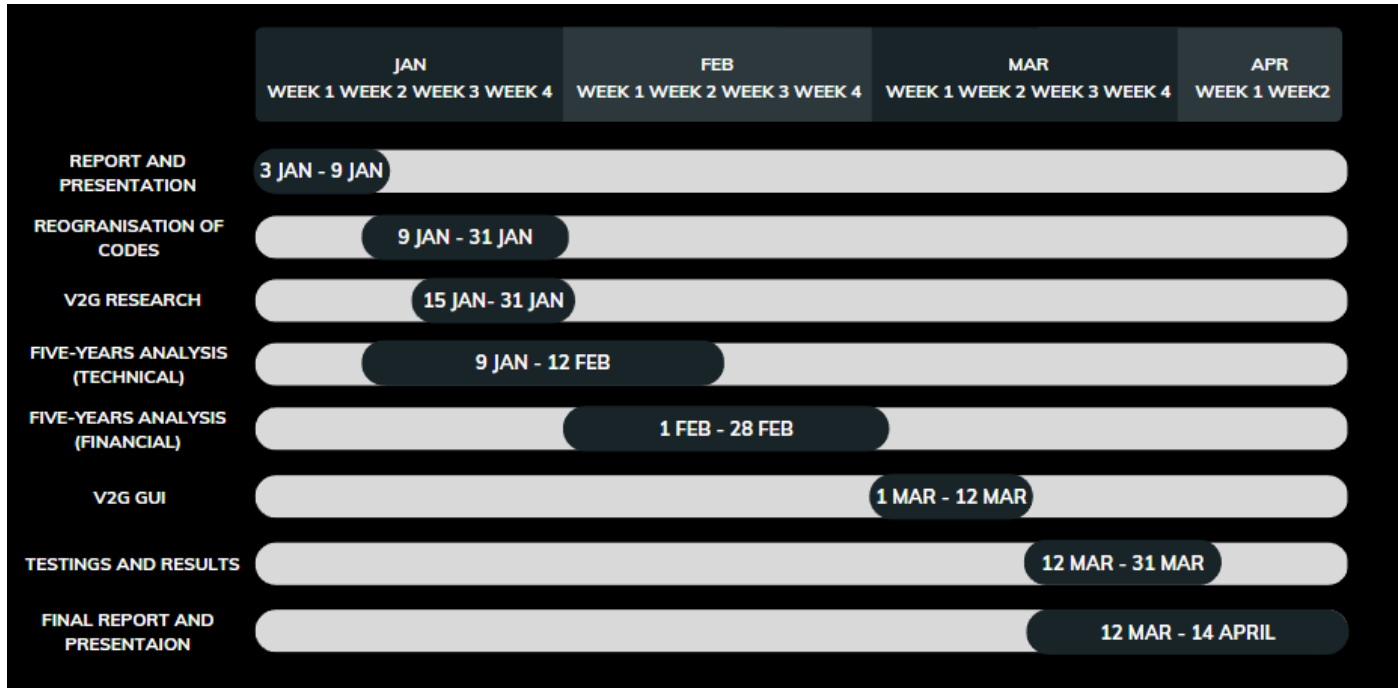 JAN
WEEK 1 WEEK 2 WEEK 3 WEEK 4
FEB
WEEK 1 WEEK 2 WEEK 3 WEEK 4
MAR
WEEK 1 WEEK 2 WEEK 3 WEEK 4
APR
WEEK 1 WEEK2
REPORT AND
PRESENTATION
3 JAN - 9 JAN
REOGRANISATION OF
CODES
9 JAN - 31 JAN
V2G RESEARCH
15 JAN- 31 JAN
FIVE-YEARS ANALYSIS
(TECHNICAL)
9 JAN - 12 FEB
FIVE-YEARS ANALYSIS
(FINANCIAL)
1 FEB - 28 FEB
V2G GUI
1 MAR - 12 MAR
TESTINGS AND RESULTS
12 MAR - 31 MAR
FINAL REPORT AND
PRESENTAION
12 MAR - 14 APRIL